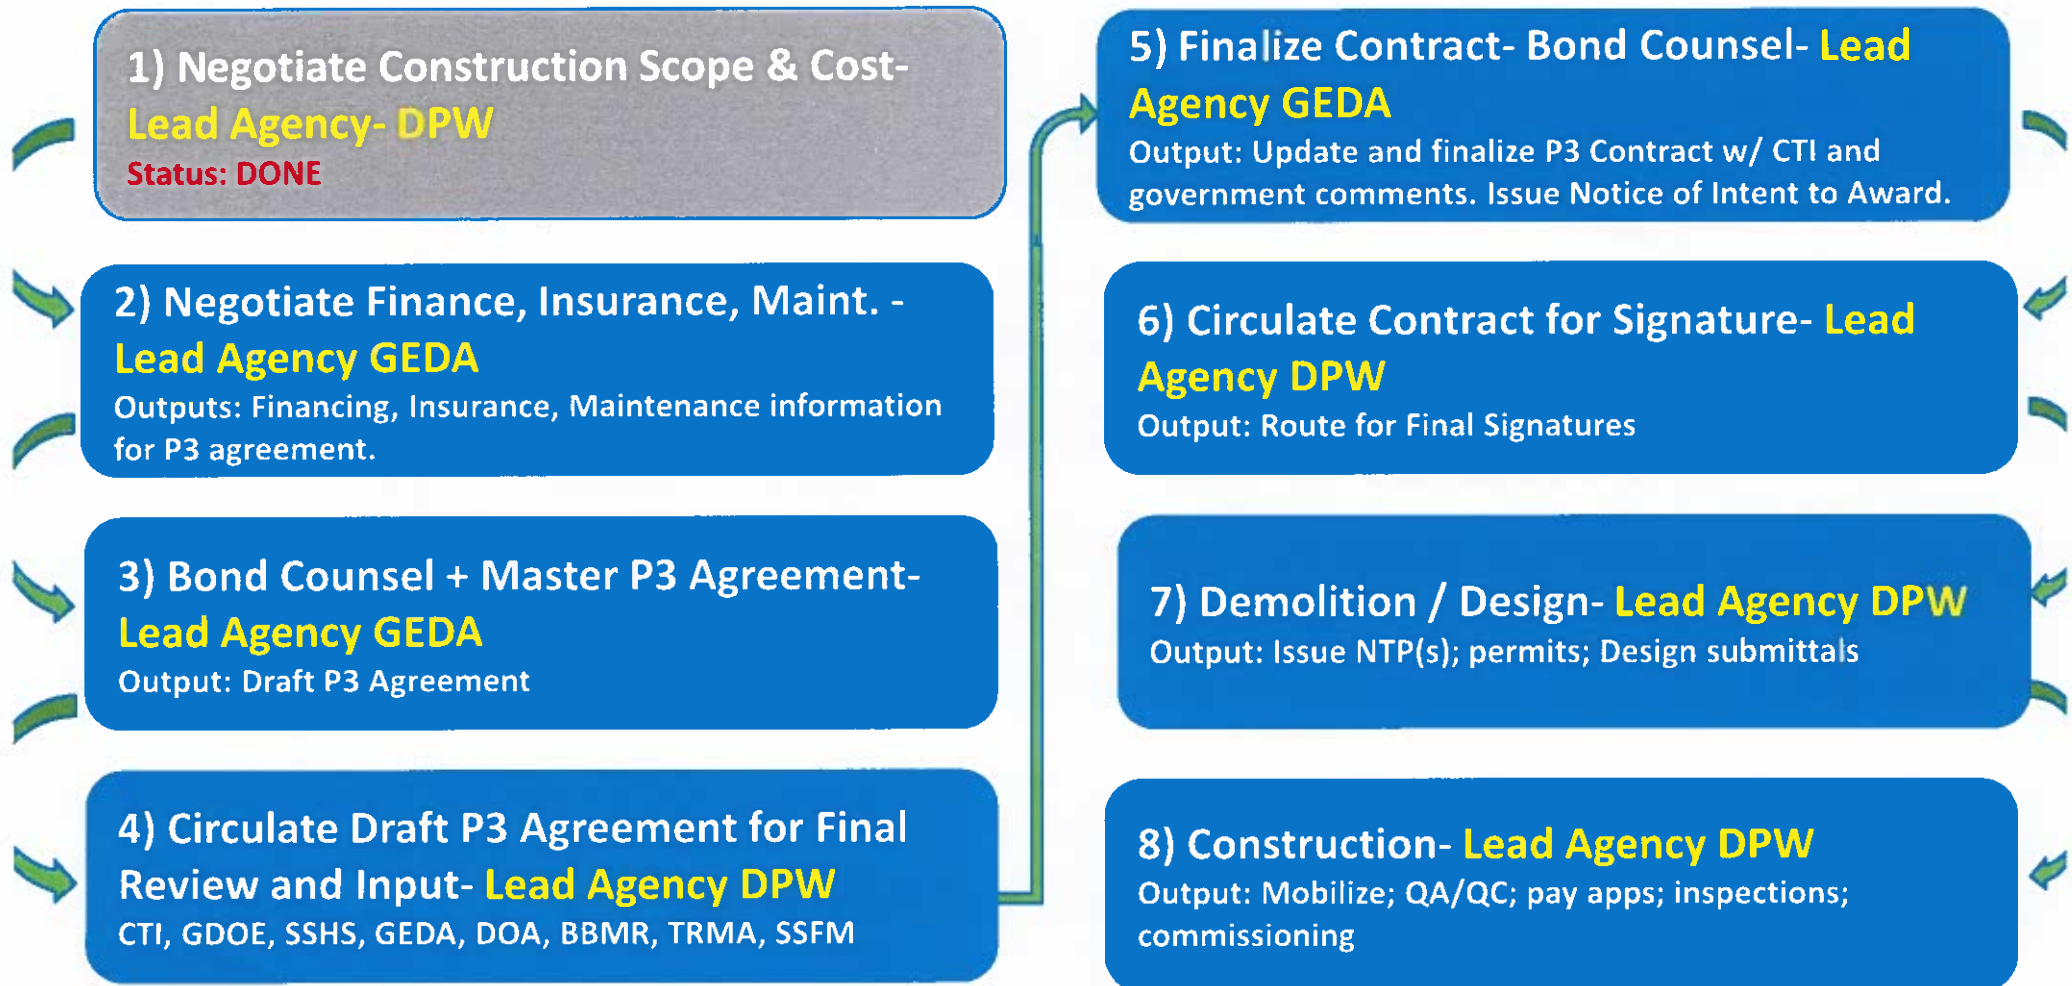 1) Negotiate Construction Scope & Cost-
Lead Agency- DPW
Status: DONE
2) Negotiate Finance, Insurance, Maint. -
Lead Agency GEDA
Outputs: Financing, Insurance, Maintenance information
for P3 agreement.
3) Bond Counsel + Master P3 Agreement-
Lead Agency GEDA
Output: Draft P3 Agreement
4) Circulate Draft P3 Agreement for Final
Review and Input- Lead Agency DPW
CTI, GDOE, SSHS, GEDA, DOA, BBMR, TRMA, SSFM
5) Finalize Contract- Bond Counsel- Lead
Agency GEDA
Output: Update and finalize P3 Contract w/ CTI and
government comments. Issue Notice of Intent to Award.
6) Circulate Contract for Signature- Lead
Agency DPW
Output: Route for Final Signatures
7) Demolition / Design- Lead Agency DPW
Output: Issue NTP(s); permits; Design submittals
8) Construction- Lead Agency DPW
Output: Mobilize; QA/QC; pay apps; inspections;
commissioning